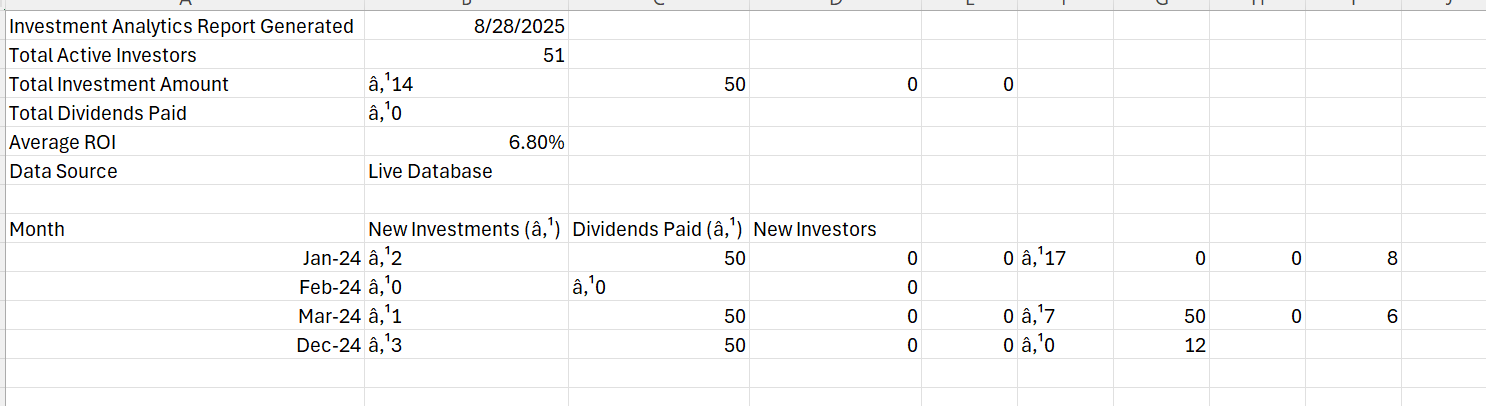 A B C D E F G H I J
Investment Analytics Report Generated 8/28/2025
Total Active Investors 51
Total Investment Amount â‚¹14 50 0 0
Total Dividends Paid â‚¹0
Average ROI 6.80%
Data Source Live Database
Month New Investments (â‚¹) Dividends Paid (â‚¹) New Investors
Jan-24 â‚¹2 50 0 0 â‚¹17 0 0 8
Feb-24 â‚¹0 â‚¹0 0
Mar-24 â‚¹1 50 0 0 â‚¹7 50 0 6
Dec-24 â‚¹3 50 0 0 â‚¹0 12